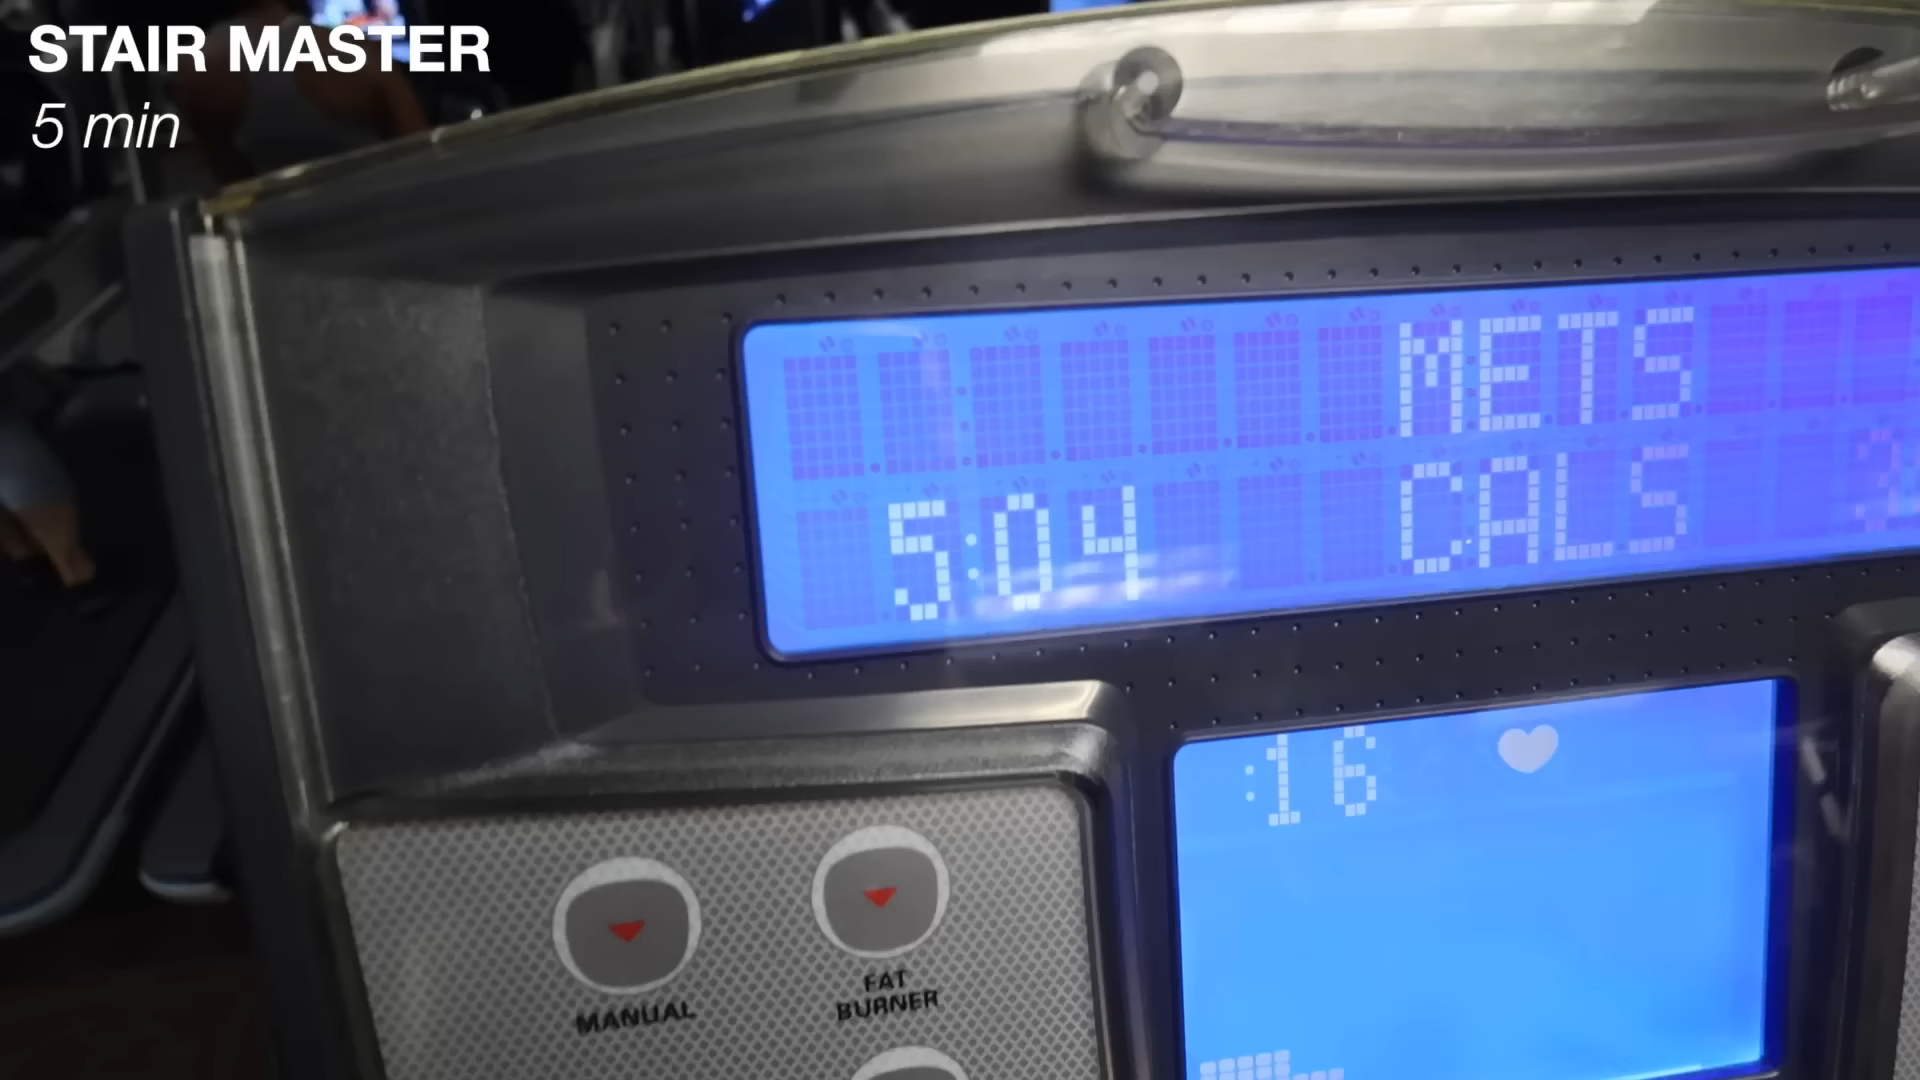 STAIR MASTER
5 min
METS
5:04 CALS
:16
MANUAL
FAT
BURNER